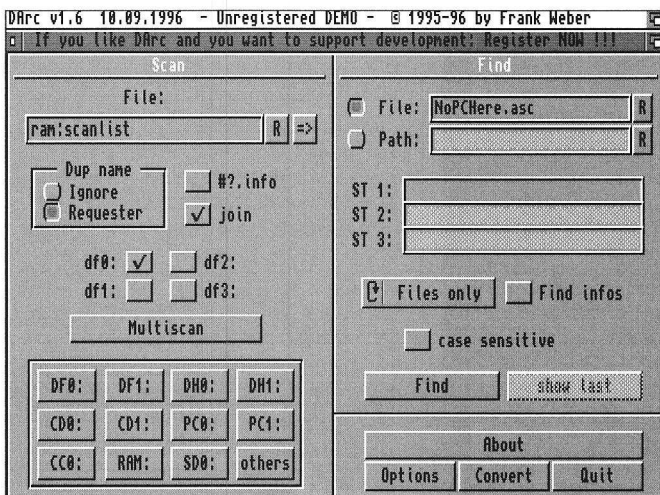 DArc v1.6 10.09.1996 - Unregistered DEMO - © 1995-96 by Frank Weber
If you like DArc and you want to support development: Register NOW !!!
Scan
File:
ram:scanlist R =>
Dup name
Ignore
Requester
#?.info
join
df0: df2:
df1: df3:
Multiscan
DF0: DF1: DH0: DH1:
CD0: CD1: PC0: PC1:
CC0: RAM: SD0: others
Find
File: NoPCHere.asc R
Path: R
ST 1:
ST 2:
ST 3:
Files only Find infos
case sensitive
Find show last
About
Options Convert Quit